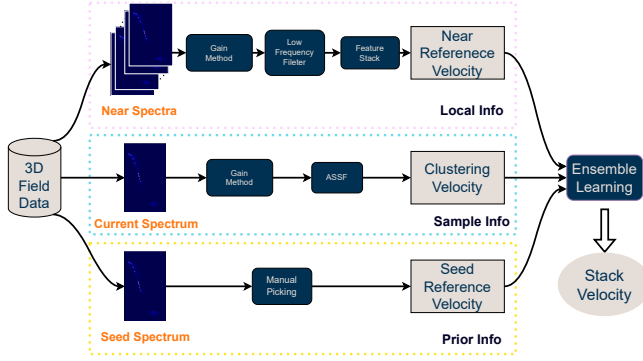 3D
Field
Data
Near Spectra
Gain
Method
Low
Frequency
Fileter
Feature
Stack
Near
Referenece
Velocity
Local Info
Current Spectrum
Gain
Method
ASSF
Clustering
Velocity
Sample Info
Seed Spectrum
Manual
Picking
Seed
Reference
Velocity
Prior Info
Ensemble
Learning
Stack
Velocity